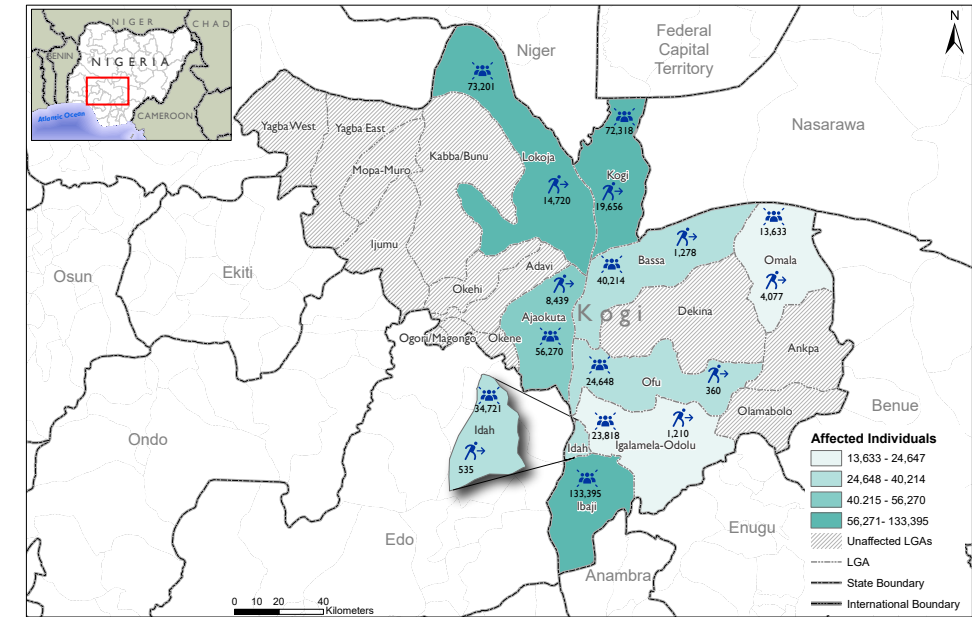 NIGER
CHAD
BENIN
NIGERIA
Atlantic Ocean
CAMEROON
N
Niger
Federal
Capital
Territory
Nasarawa
73,201
72,318
Yagba West
Yagba East
Kabba/Bunu
Lokoja
Mopa-Muro
Kogi
14,720
19,656
13,633
Ijumu
Bassa
1,278
Omala
Osun
Ekiti
Adavi
40,214
4,077
Okehi
8,439
Ajaokuta
Kogi
Dekina
Ogori/Magongo
Okene
56,270
Ankpa
24,648
Ofu
360
34,721
Olamabolo
Benue
Idah
23,818
1,210
Igalamela-Odolu
Ondo
Idah
535
133,395
Ibaji
Edo
Enugu
Anambra
Affected Individuals
13,633 - 24,647
24,648 - 40,214
40.215 - 56,270
56,271- 133,395
Unaffected LGAs
LGA
State Boundary
International Boundary
0 10 20 40
Kilometers